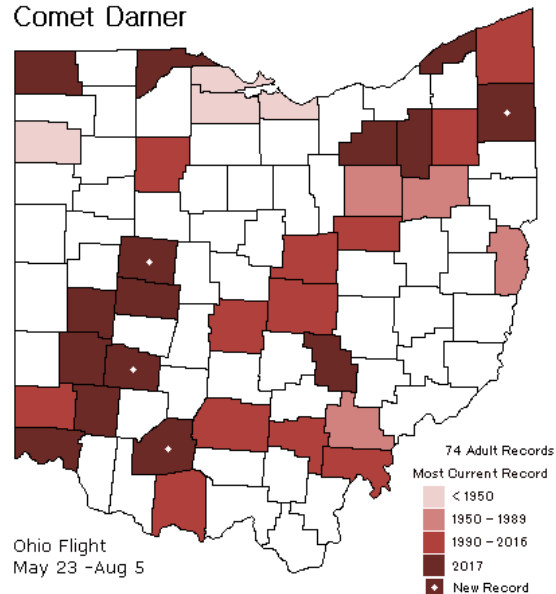 Comet Darner
74 Adult Records
Most Current Record
< 1950
1950 - 1989
1990 - 2016
2017
New Record
Ohio Flight
May 23 -Aug 5